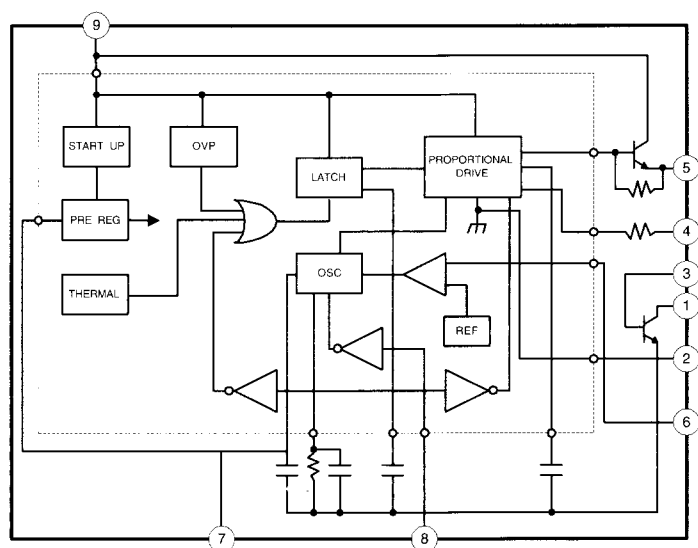 9
START UP
OVP
LATCH
PROPORTIONAL
DRIVE
5
PRE REG
4
THERMAL
OSC
REF
3
1
2
6
7
8